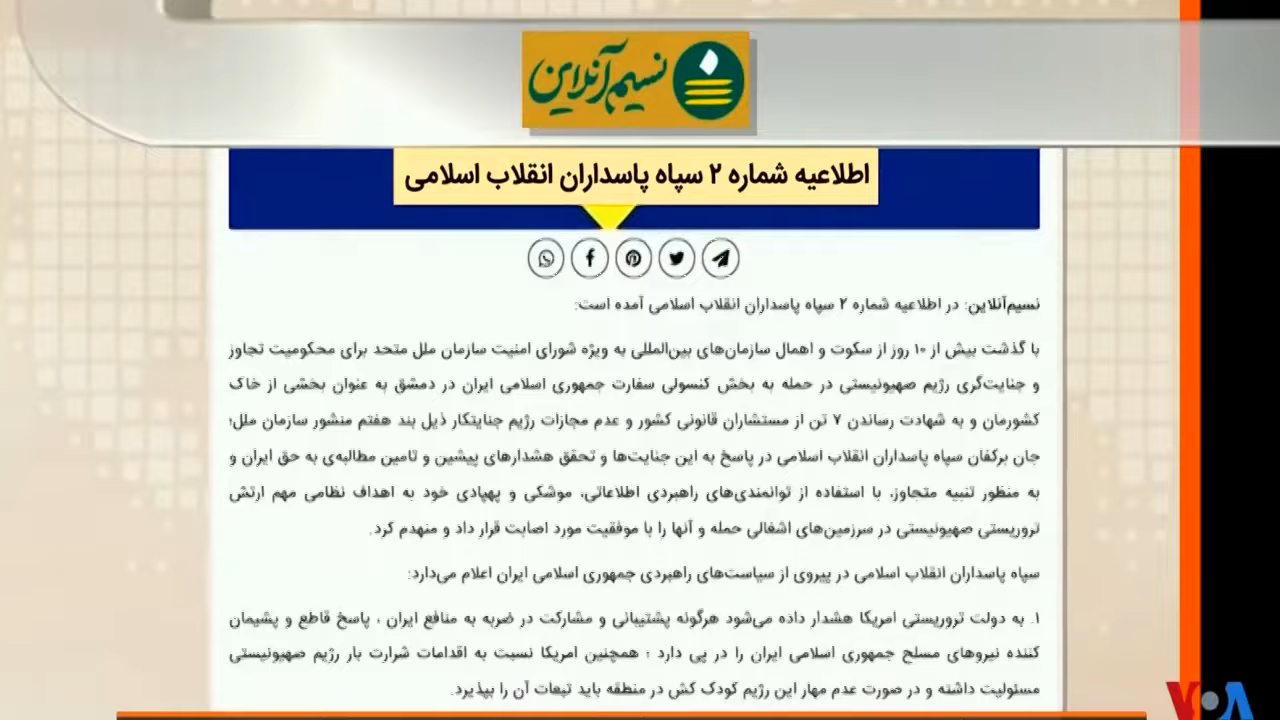 نسیم‌آنلاین
اطلاعیه شماره ۲ سپاه پاسداران انقلاب اسلامی
نسیم‌آنلاین: در اطلاعیه شماره ۲ سپاه پاسداران انقلاب اسلامی آمده است:
با گذشت بیش از ۱۰ روز از سکوت و اهمال سازمان‌های بین‌المللی به ویژه شورای امنیت سازمان ملل متحد برای محکومیت تجاوز
و جنایت‌گری رژیم صهیونیستی در حمله به بخش کنسولی سفارت جمهوری اسلامی ایران در دمشق به عنوان بخشی از خاک
کشورمان و به شهادت رساندن ۷ تن از مستشاران قانونی کشور و عدم مجازات رژیم جنایتکار ذیل بند هفتم منشور سازمان ملل؛
جان برکفان سپاه پاسداران انقلاب اسلامی در پاسخ به این جنایت‌ها و تحقق هشدارهای پیشین و تامین مطالبه‌ی به حق ایران و
به منظور تنبیه متجاوز، با استفاده از توانمندی‌های راهبردی اطلاعاتی، موشکی و پهپادی خود به اهداف نظامی مهم ارتش
تروریستی صهیونیستی در سرزمین‌های اشغالی حمله و آنها را با موفقیت مورد اصابت قرار داد و منهدم کرد.
سپاه پاسداران انقلاب اسلامی در پیروی از سیاست‌های راهبردی جمهوری اسلامی ایران اعلام می‌دارد:
۱. به دولت تروریستی امریکا هشدار داده می‌شود هرگونه پشتیبانی و مشارکت در ضربه به منافع ایران ، پاسخ قاطع و پشیمان
کننده نیروهای مسلح جمهوری اسلامی ایران را در پی دارد ؛ همچنین امریکا نسبت به اقدامات شرارت بار رژیم صهیونیستی
مسئولیت داشته و در صورت عدم مهار این رژیم کودک کش در منطقه باید تبعات آن را بپذیرد.
VOA